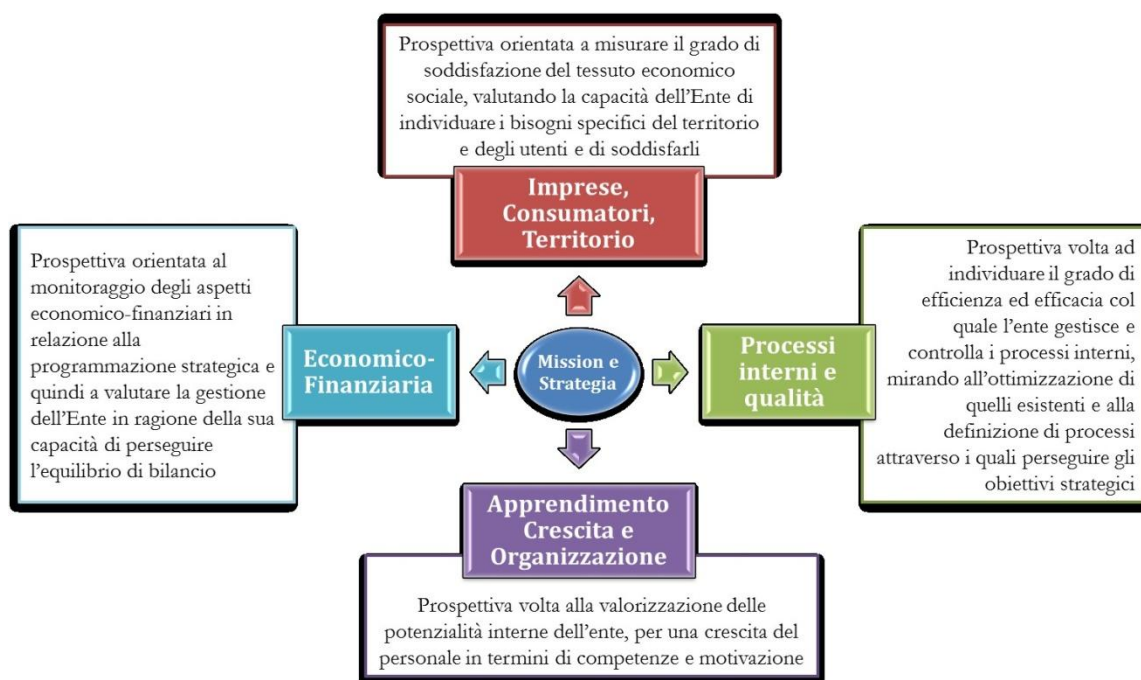 Prospettiva orientata a misurare il grado di
soddisfazione del tessuto economico
sociale, valutando la capacità dell'Ente di
individuare i bisogni specifici del territorio
e degli utenti e di soddisfarli
Imprese,
Consumatori,
Territorio
Prospettiva orientata al
monitoraggio degli aspetti
economico-finanziari in
relazione alla
programmazione strategica e
quindi a valutare la gestione
dell'Ente in ragione della sua
capacità di perseguire
l'equilibrio di bilancio
Economico-
Finanziaria
Mission e
Strategia
Processi
interni e
qualità
Prospettiva volta ad
individuare il grado di
efficienza ed efficacia col
quale l'ente gestisce e
controlla i processi interni,
mirando all'ottimizzazione di
quelli esistenti e alla
definizione di processi
attraverso i quali perseguire gli
obiettivi strategici
Apprendimento
Crescita e
Organizzazione
Prospettiva volta alla valorizzazione delle
potenzialità interne dell'ente, per una crescita del
personale in termini di competenze e motivazione